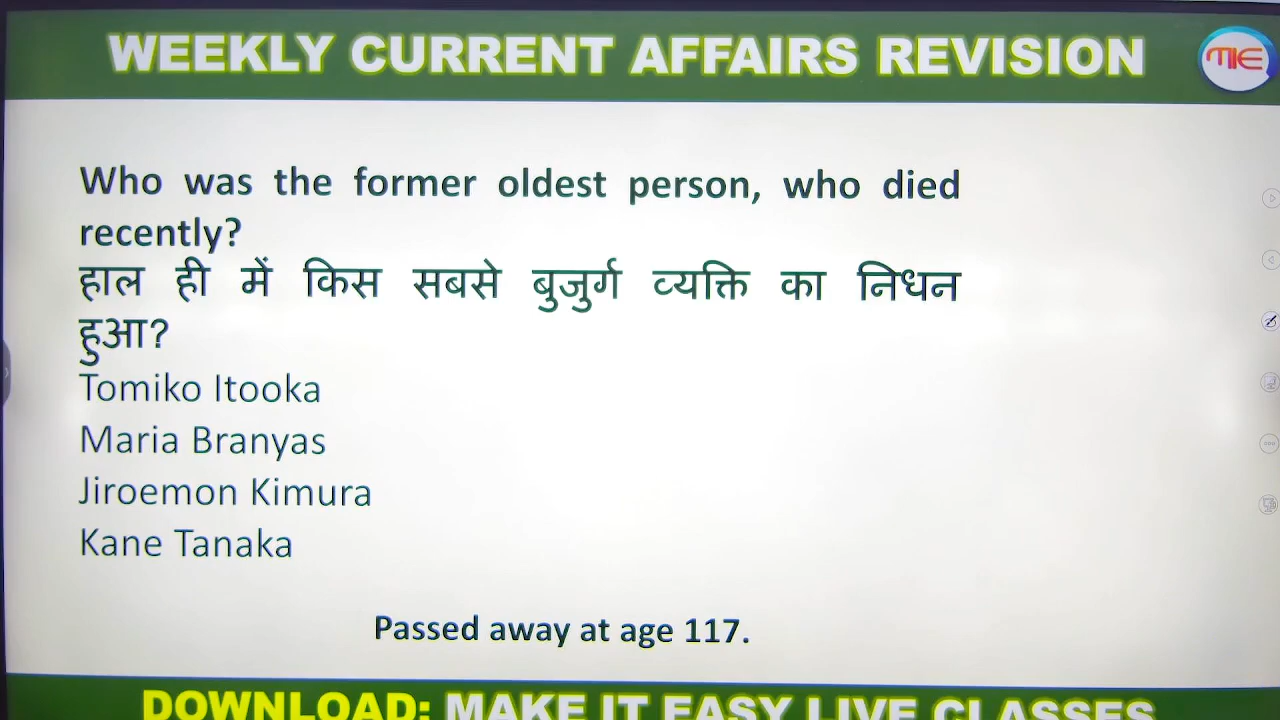 WEEKLY CURRENT AFFAIRS REVISION
MIE
Who was the former oldest person, who died
recently?
हाल ही में किस सबसे बुजुर्ग व्यक्ति का निधन
हुआ?
Tomiko Itooka
Maria Branyas
Jiroemon Kimura
Kane Tanaka
Passed away at age 117.
DOWNLOAD: MAKE IT EASY LIVE CLASSES